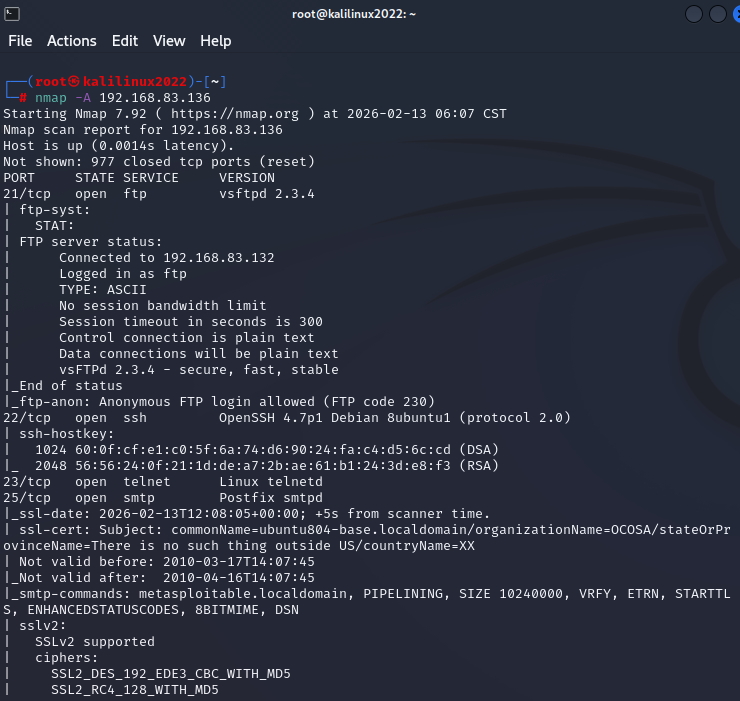 root@kalilinux2022: ~
File Actions Edit View Help
┌──(root㉿kalilinux2022)-[~]
└─# nmap -A 192.168.83.136
Starting Nmap 7.92 ( https://nmap.org ) at 2026-02-13 06:07 CST
Nmap scan report for 192.168.83.136
Host is up (0.0014s latency).
Not shown: 977 closed tcp ports (reset)
PORT     STATE SERVICE     VERSION
21/tcp   open  ftp         vsftpd 2.3.4
| ftp-syst:
|   STAT:
| FTP server status:
|      Connected to 192.168.83.132
|      Logged in as ftp
|      TYPE: ASCII
|      No session bandwidth limit
|      Session timeout in seconds is 300
|      Control connection is plain text
|      Data connections will be plain text
|      vsFTPd 2.3.4 - secure, fast, stable
|_End of status
|_ftp-anon: Anonymous FTP login allowed (FTP code 230)
22/tcp   open  ssh         OpenSSH 4.7p1 Debian 8ubuntu1 (protocol 2.0)
| ssh-hostkey:
|   1024 60:0f:cf:e1:c0:5f:6a:74:d6:90:24:fa:c4:d5:6c:cd (DSA)
|_  2048 56:56:24:0f:21:1d:de:a7:2b:ae:61:b1:24:3d:e8:f3 (RSA)
23/tcp   open  telnet      Linux telnetd
25/tcp   open  smtp        Postfix smtpd
|_ssl-date: 2026-02-13T12:08:05+00:00; +5s from scanner time.
| ssl-cert: Subject: commonName=ubuntu804-base.localdomain/organizationName=OCOSA/stateOrPr
ovinceName=There is no such thing outside US/countryName=XX
| Not valid before: 2010-03-17T14:07:45
|_Not valid after:  2010-04-16T14:07:45
|_smtp-commands: metasploitable.localdomain, PIPELINING, SIZE 10240000, VRFY, ETRN, STARTTL
S, ENHANCEDSTATUSCODES, 8BITMIME, DSN
| sslv2:
|   SSLv2 supported
|   ciphers:
|     SSL2_DES_192_EDE3_CBC_WITH_MD5
|     SSL2_RC4_128_WITH_MD5